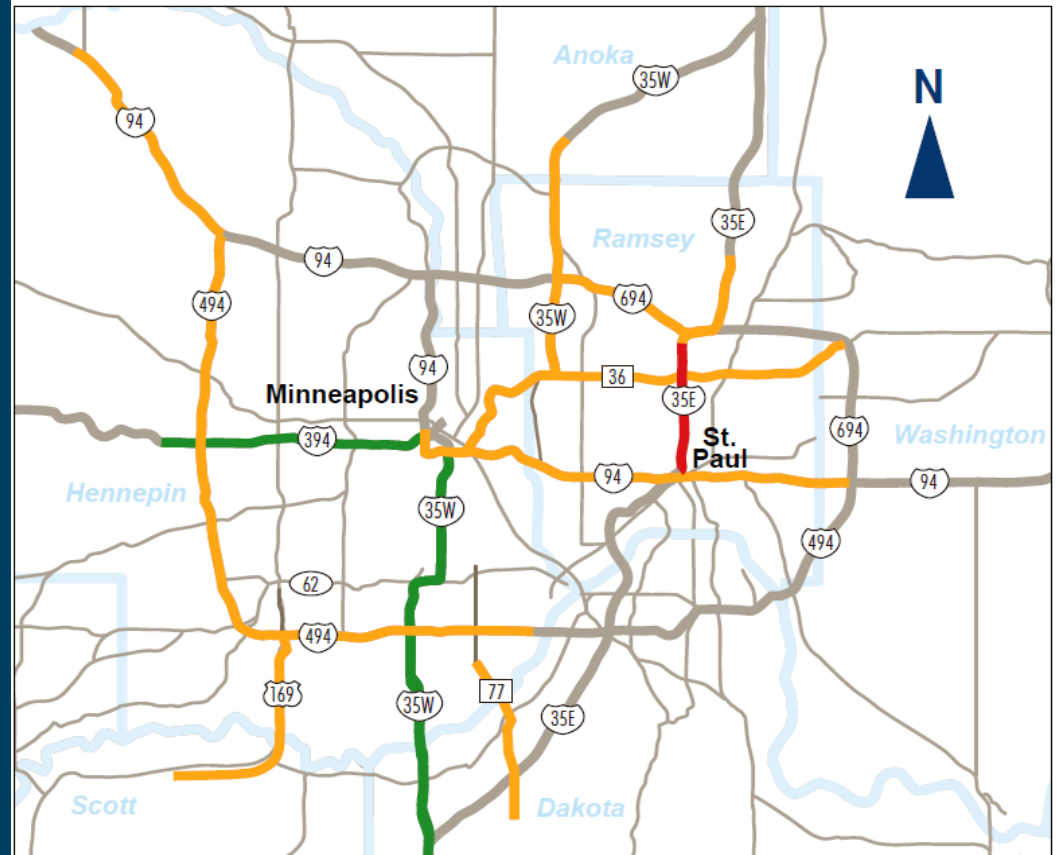 Anoka
35W
N
94
35E
Ramsey
94
694
494
35W
94
36
Minneapolis
35E
394
St.
Paul
694
Washington
Hennepin
94
94
35W
494
62
494
169
77
35W
35E
Scott
Dakota